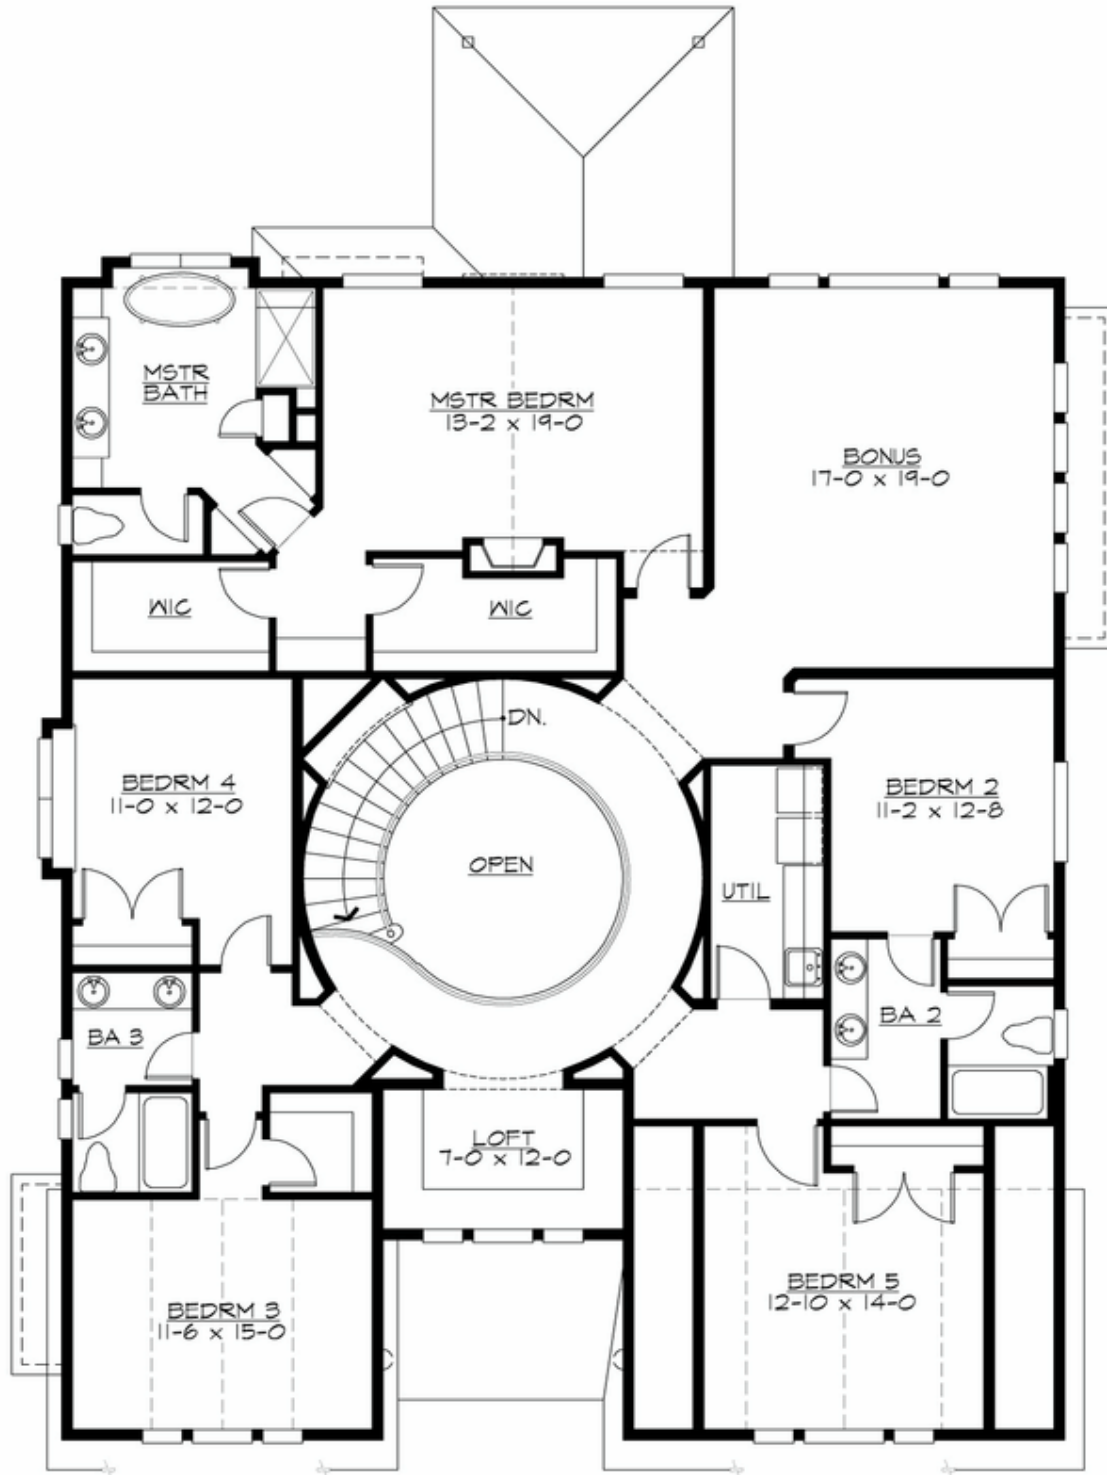 MSTR
BATH
MSTR BEDRM
13-2 x 19-0
BONUS
17-0 x 19-0
WIC
WIC
DN.
BEDRM 4
11-0 x 12-0
BEDRM 2
11-2 x 12-8
OPEN
UTIL
BA 3
BA 2
LOFT
7-0 x 12-0
BEDRM 3
11-6 x 15-0
BEDRM 5
12-10 x 14-0